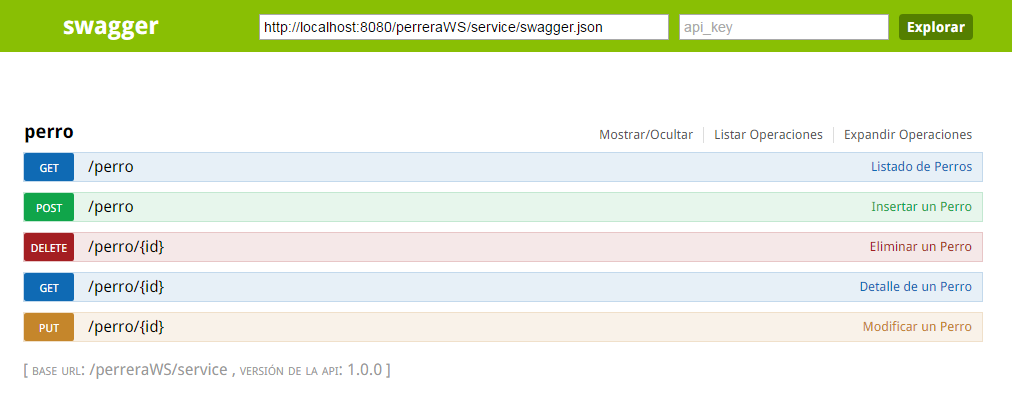 swagger http://localhost:8080/perreraWS/service/swagger.json api_key Explorar
perro Mostrar/Ocultar Listar Operaciones Expandir Operaciones
GET /perro Listado de Perros
POST /perro Insertar un Perro
DELETE /perro/{id} Eliminar un Perro
GET /perro/{id} Detalle de un Perro
PUT /perro/{id} Modificar un Perro
[ BASE URL: /perreraWS/service , VERSIÓN DE LA API: 1.0.0 ]